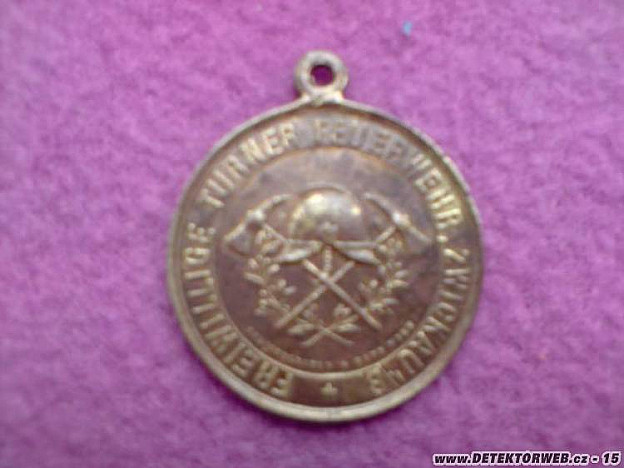 FREIWILLIGE TURNER FEUERWEHR. ZWICKAU I/B
www.DETEKTORWEB.cz - 15